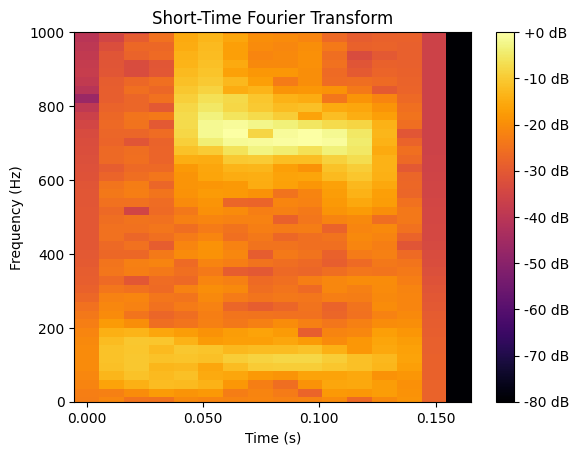 Short-Time Fourier Transform
1000
800
600
400
200
0
Frequency (Hz)
0.000
0.050
0.100
0.150
Time (s)
+0 dB
-10 dB
-20 dB
-30 dB
-40 dB
-50 dB
-60 dB
-70 dB
-80 dB